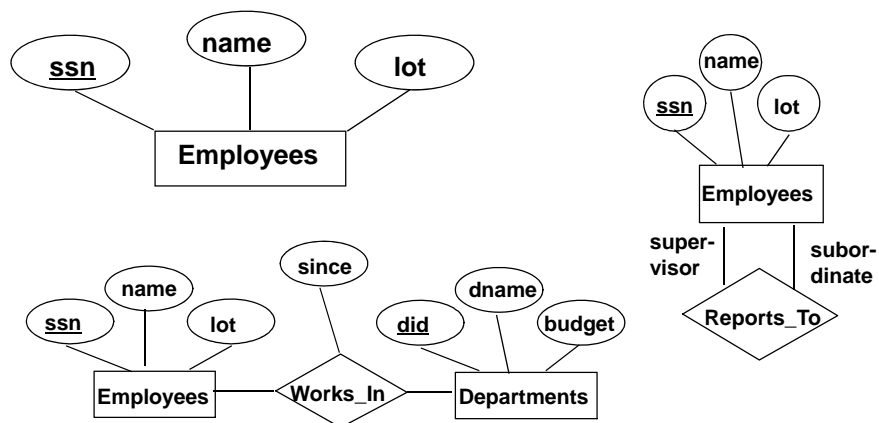 name
ssn
lot
Employees
name
ssn
lot
Employees
super-
visor
subor-
dinate
Reports_To
since
name
ssn
lot
dname
did
budget
Employees
Works_In
Departments